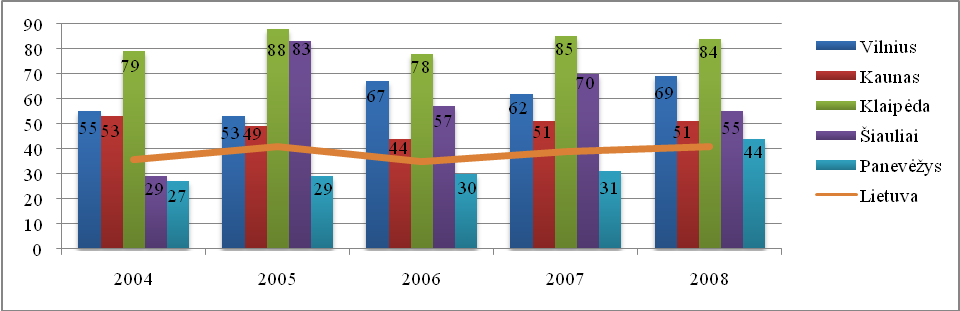 90
80
70
60
50
40
30
20
10
0
55 53 79 29 27
53 49 88 83 29
67 44 78 57 30
62 51 85 70 31
69 51 84 55 44
2004 2005 2006 2007 2008
Vilnius
Kaunas
Klaipėda
Šiauliai
Panevėžys
Lietuva